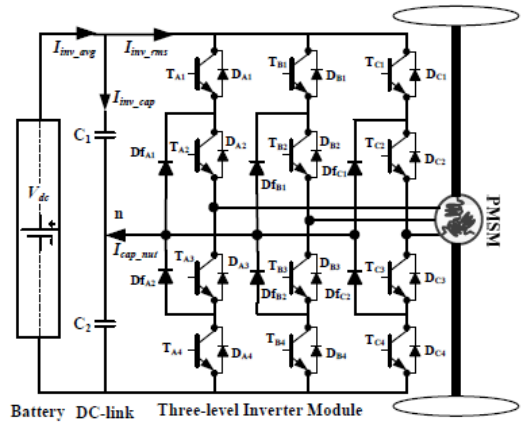 I_inv_avg I_inv_rms
T_A1 D_A1 T_B1 D_B1 T_C1 D_C1
I_inv_cap
C_1 Df_A1 T_A2 D_A2 Df_B1 T_B2 D_B2 Df_C1 T_C2 D_C2
V_dc
n
PMSM
I_cap_nut
Df_A2 T_A3 D_A3 Df_B2 T_B3 D_B3 Df_C2 T_C3 D_C3
C_2 T_A4 D_A4 T_B4 D_B4 T_C4 D_C4
Battery DC-link Three-level Inverter Module